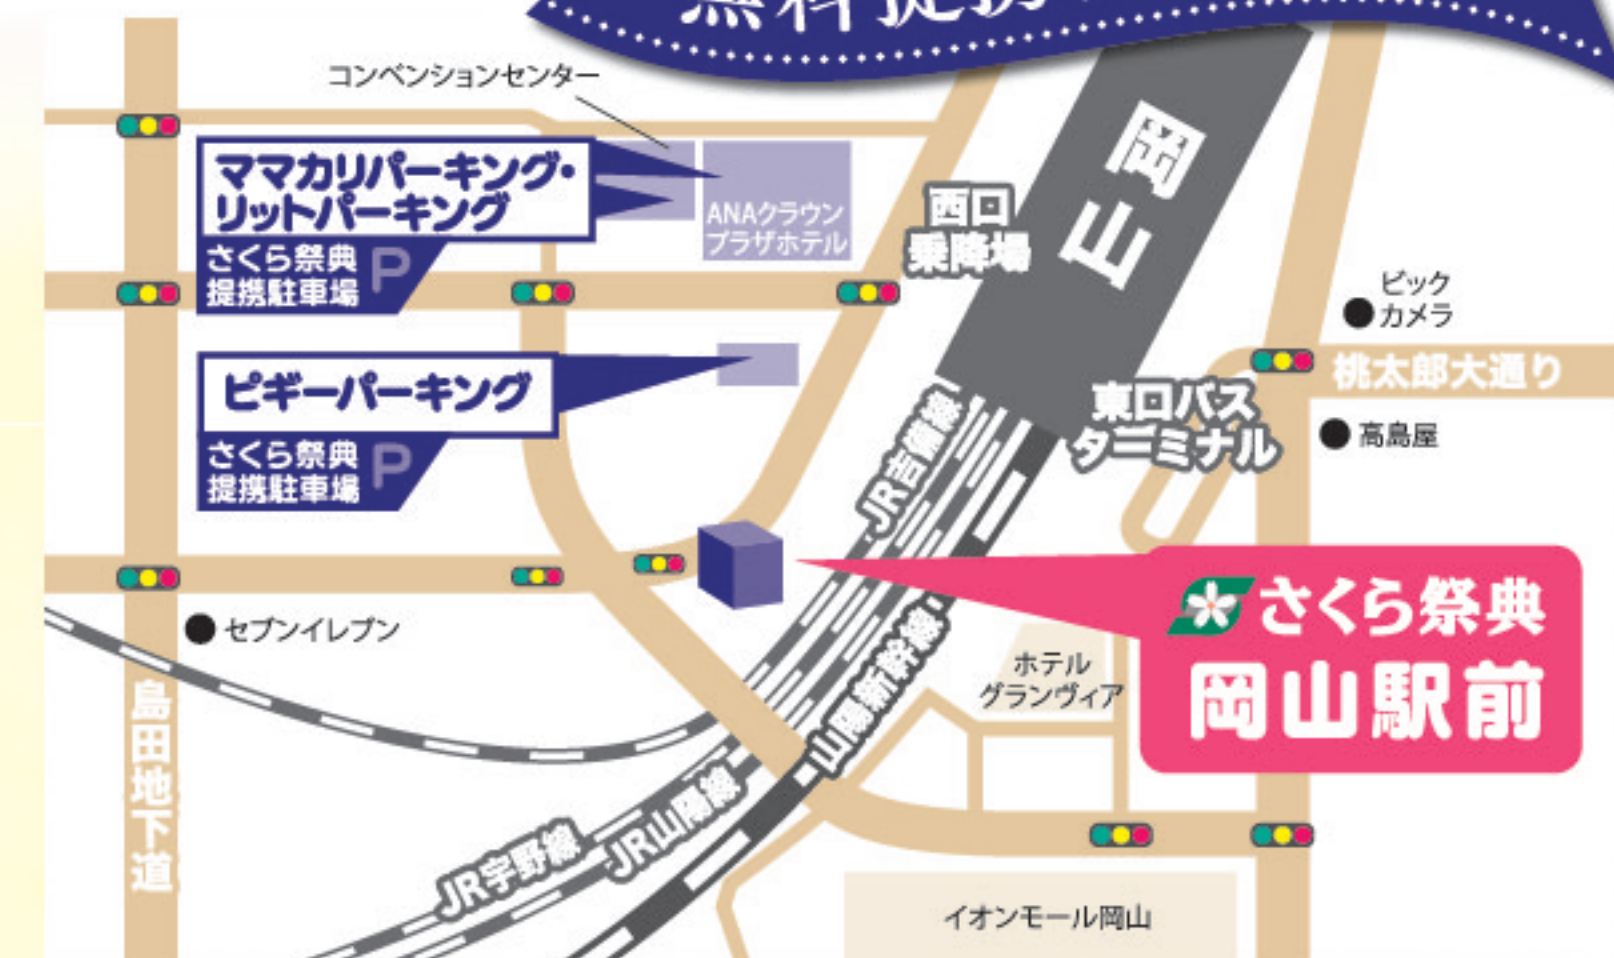 無料提携
コンベンションセンター
ママカリパーキング・
リットパーキング
さくら祭典
提携駐車場
P
ANAクラウン
プラザホテル
西口
乗降場
岡山
ビック
カメラ
桃太郎大通り
ピギーパーキング
さくら祭典
提携駐車場
P
JR吉備線
東口バス
ターミナル
高島屋
さくら祭典
岡山駅前
セブンイレブン
島田地下道
ホテル
グランヴィア
山陽新幹線
JR山陽線
JR宇野線
イオンモール岡山